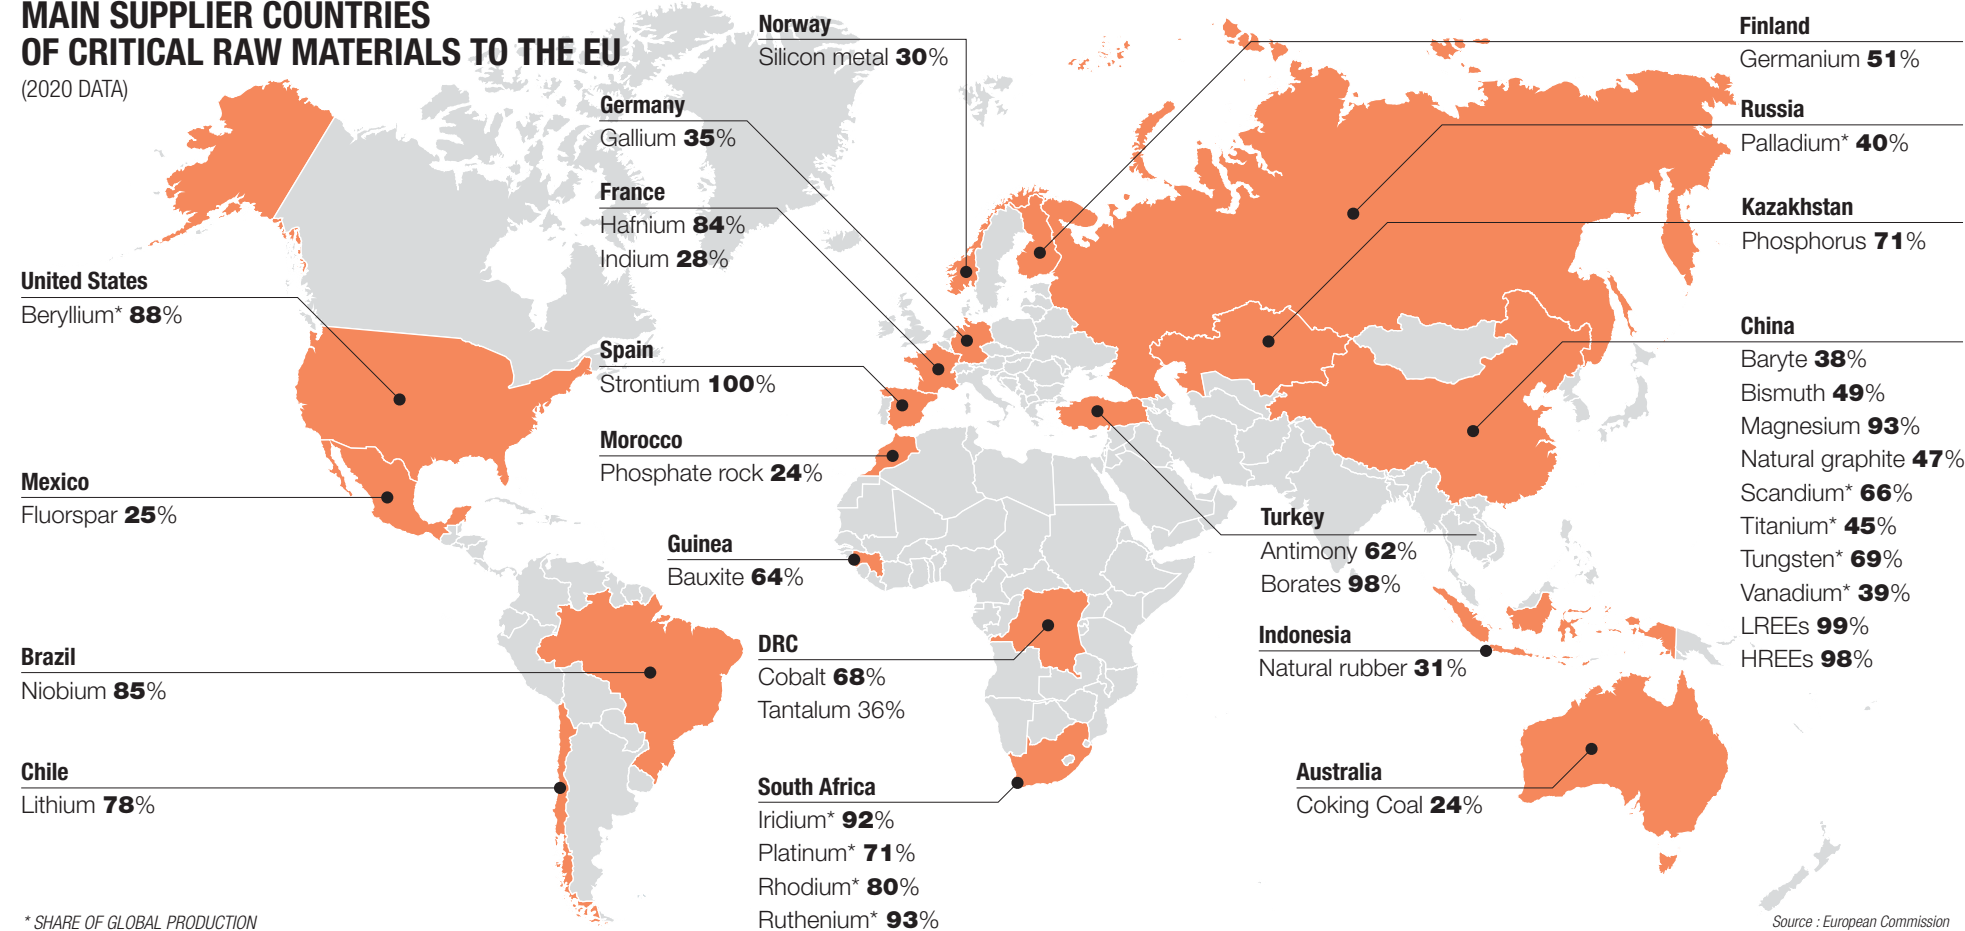 MAIN SUPPLIER COUNTRIES
OF CRITICAL RAW MATERIALS TO THE EU
(2020 DATA)
Norway
Silicon metal 30%
Finland
Germanium 51%
Germany
Gallium 35%
Russia
Palladium* 40%
France
Hafnium 84%
Indium 28%
Kazakhstan
Phosphorus 71%
United States
Beryllium* 88%
China
Baryte 38%
Bismuth 49%
Magnesium 93%
Natural graphite 47%
Scandium* 66%
Titanium* 45%
Tungsten* 69%
Vanadium* 39%
LREEs 99%
HREEs 98%
Spain
Strontium 100%
Morocco
Phosphate rock 24%
Mexico
Fluorspar 25%
Turkey
Antimony 62%
Borates 98%
Guinea
Bauxite 64%
Indonesia
Natural rubber 31%
DRC
Cobalt 68%
Tantalum 36%
Brazil
Niobium 85%
Chile
Lithium 78%
South Africa
Iridium* 92%
Platinum* 71%
Rhodium* 80%
Ruthenium* 93%
Australia
Coking Coal 24%
* SHARE OF GLOBAL PRODUCTION
Source : European Commission